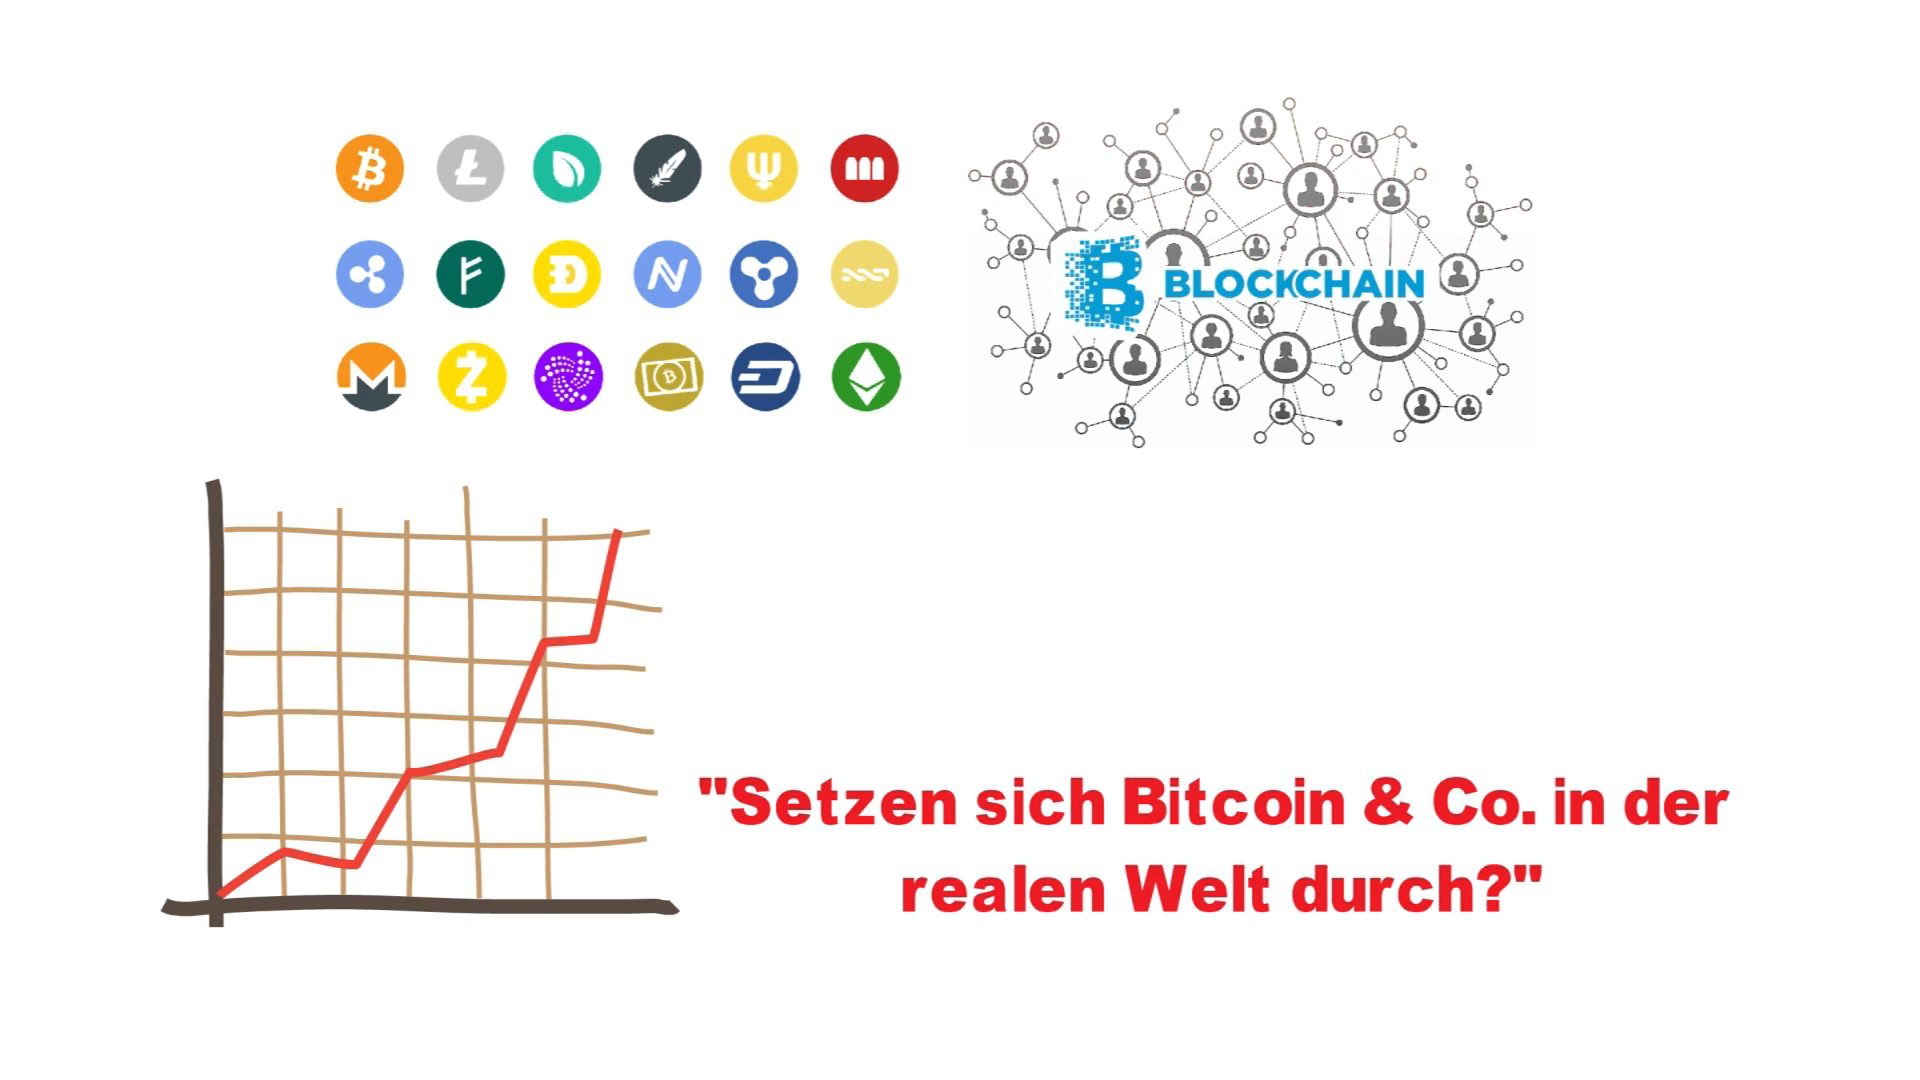 BLOCKCHAIN
"Setzen sich Bitcoin & Co. in der
realen Welt durch?"